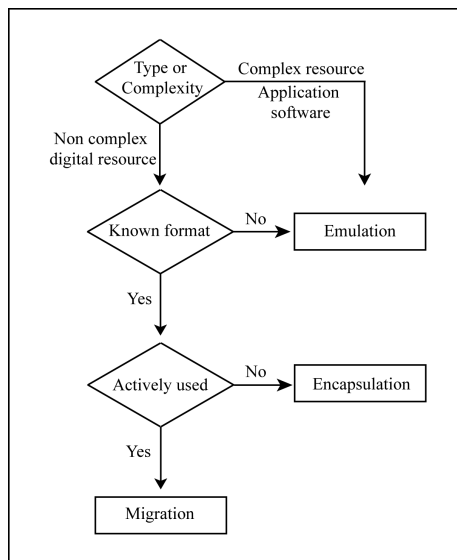 Type or
Complexity
Complex resource
Application
software
Non complex
digital resource
Known format
No
Emulation
Yes
Actively used
No
Encapsulation
Yes
Migration